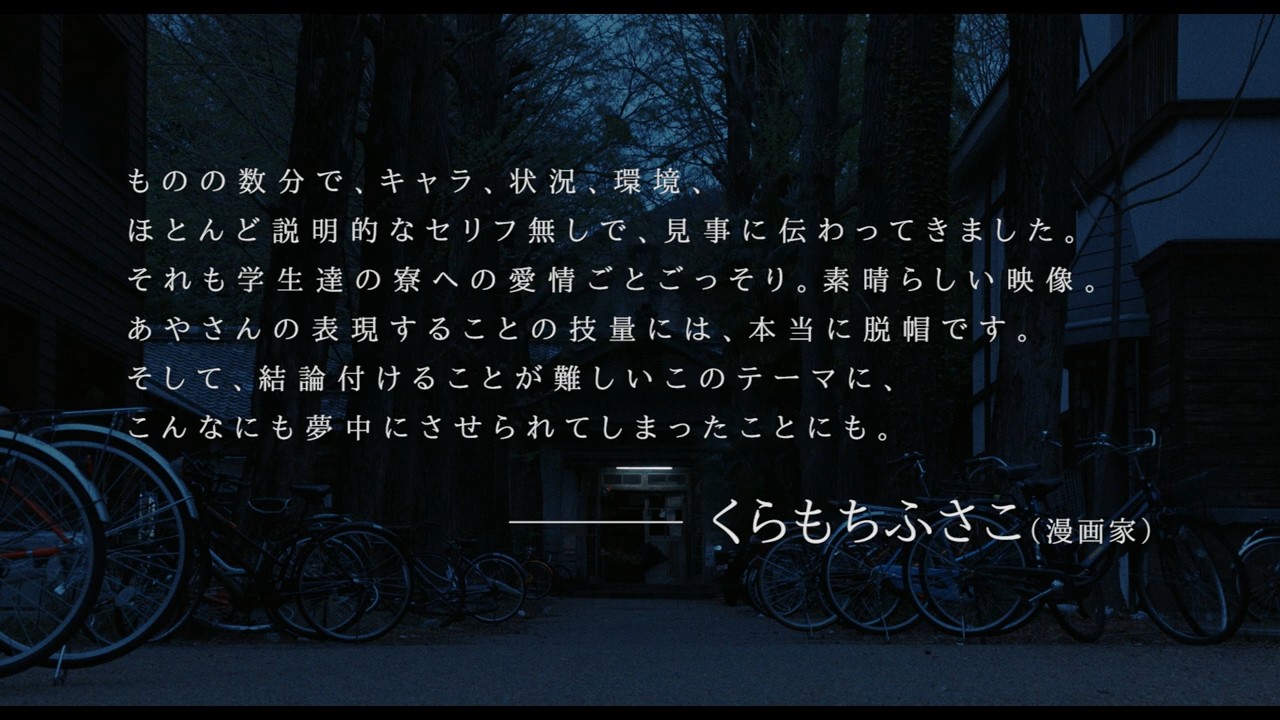 ものの数分で、キャラ、状況、環境、
ほとんど説明的なセリフ無しで、見事に伝わってきました。
それも学生達の寮への愛情ごとごっそり。素晴らしい映像。
あやさんの表現することの技量には、本当に脱帽です。
そして、結論付けることが難しいこのテーマに、
こんなにも夢中にさせられてしまったことにも。
——— くらもちふさこ（漫画家）